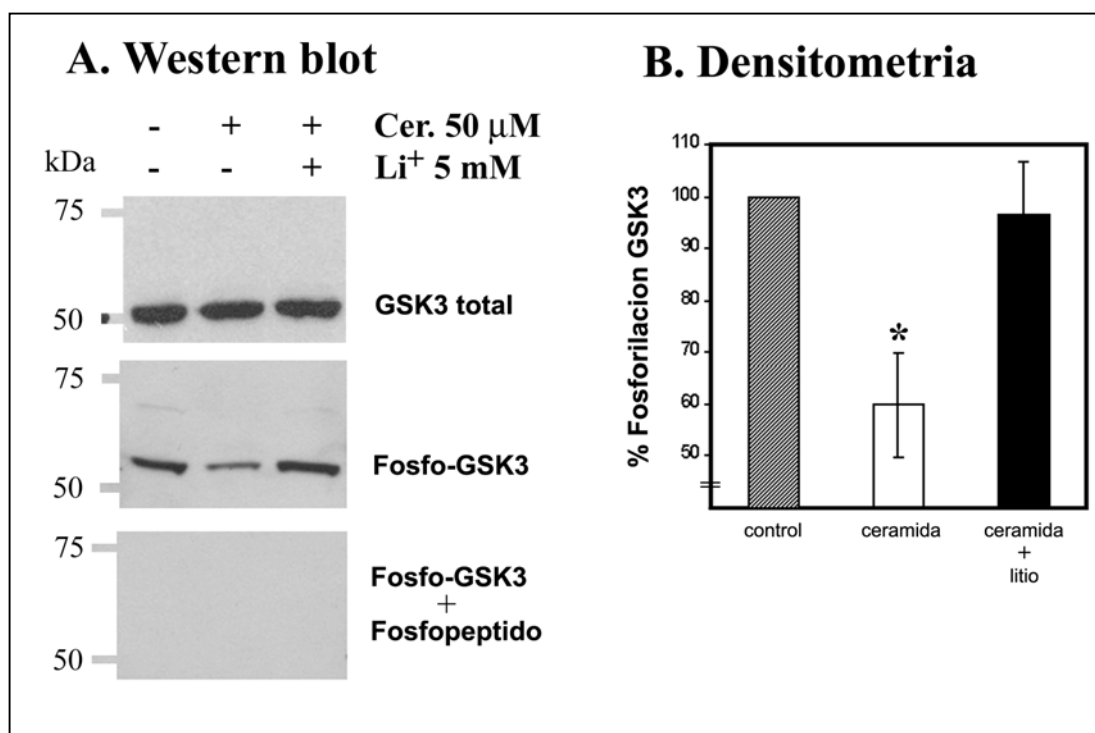 A. Western blot
- + + Cer. 50 µM
kDa - - + Li+ 5 mM
75
50
GSK3 total
75
50
Fosfo-GSK3
75
50
Fosfo-GSK3
+
Fosfopeptido
B. Densitometria
% Fosforilacion GSK3
110
100
90
80
70
60
50
*
control
ceramida
ceramida
+
litio